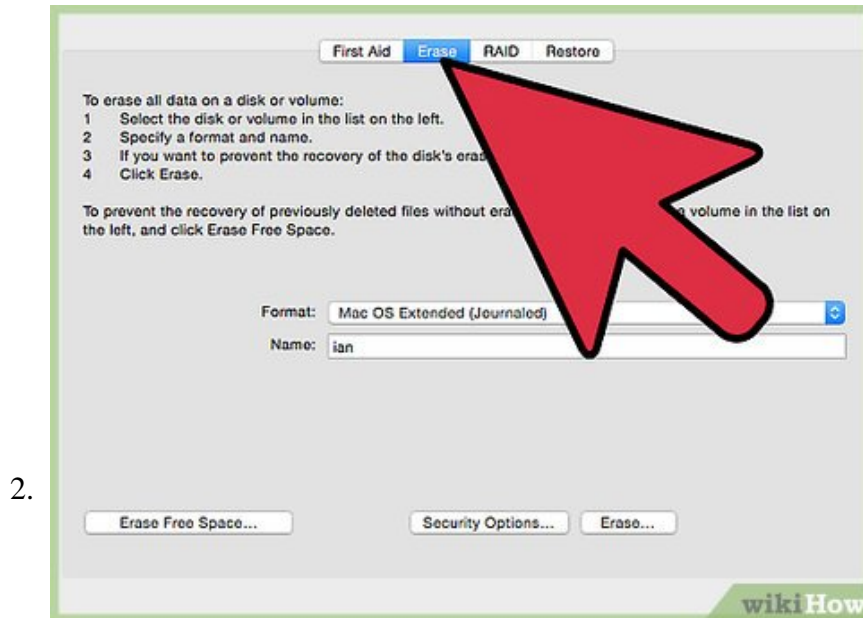 First Aid Erase RAID Restore
To erase all data on a disk or volume:
1 Select the disk or volume in the list on the left.
2 Specify a format and name.
3 If you want to prevent the recovery of the disk's
4 Click Erase.
To prevent the recovery of previously deleted files without volume in the list on
the left, and click Erase Free Space.
Format: Mac OS Extended (Journaled)
Name: ian
2.
Erase Free Space... Security Options... Erase...
wikiHow